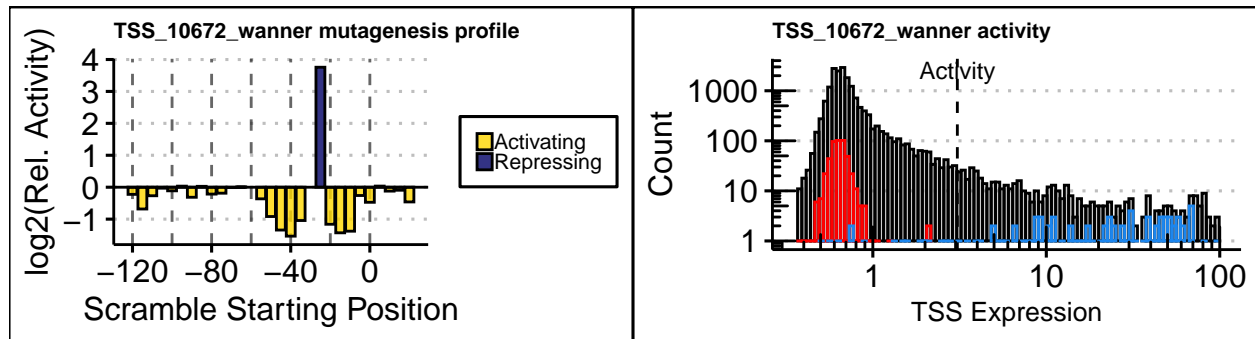 TSS_10672_wanner mutagenesis profile
log2(Rel. Activity)
4
3
2
1
0
−1
−120
−80
−40
0
Scramble Starting Position
Activating
Repressing
TSS_10672_wanner activity
Activity
Count
1000
100
10
1
1
10
100
TSS Expression